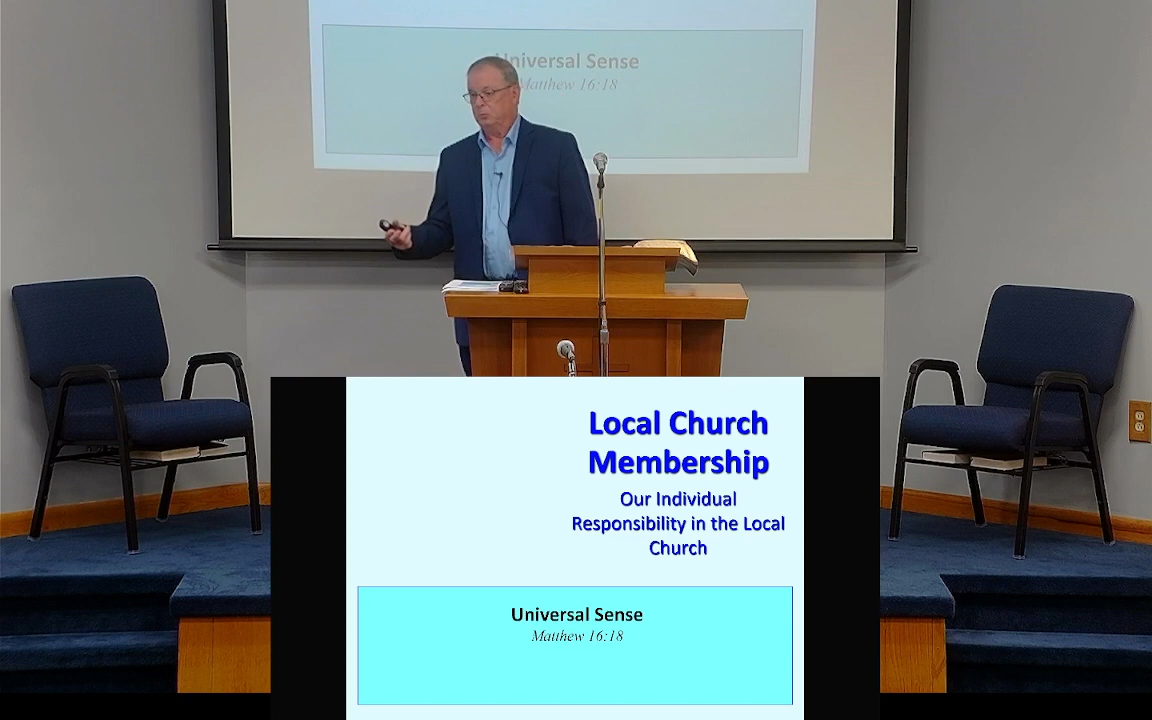 Universal Sense
Matthew 16:18
Local Church
Membership
Our Individual
Responsibility in the Local
Church
Universal Sense
Matthew 16:18